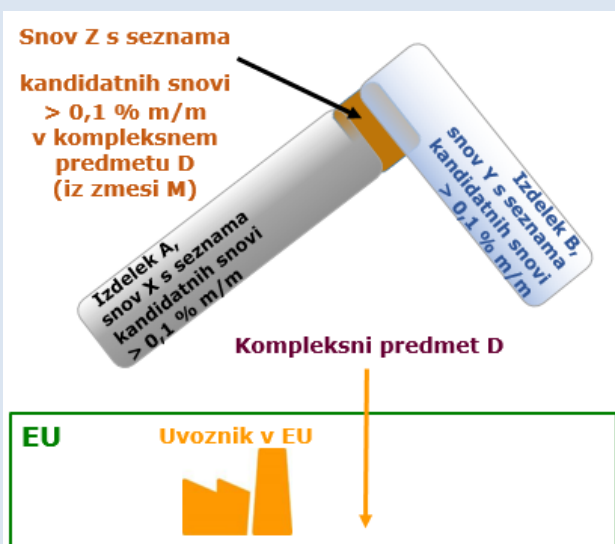 Snov Z s seznama
kandidatnih snovi
> 0,1 % m/m
v kompleksnem
predmetu D
(iz zmesi M)
Izdelek A,
snov X s seznama
kandidatnih snovi
> 0,1 % m/m
Izdelek B,
snov Y s seznama
kandidatnih snovi
> 0,1 % m/m
Kompleksni predmet D
EU
Uvoznik v EU